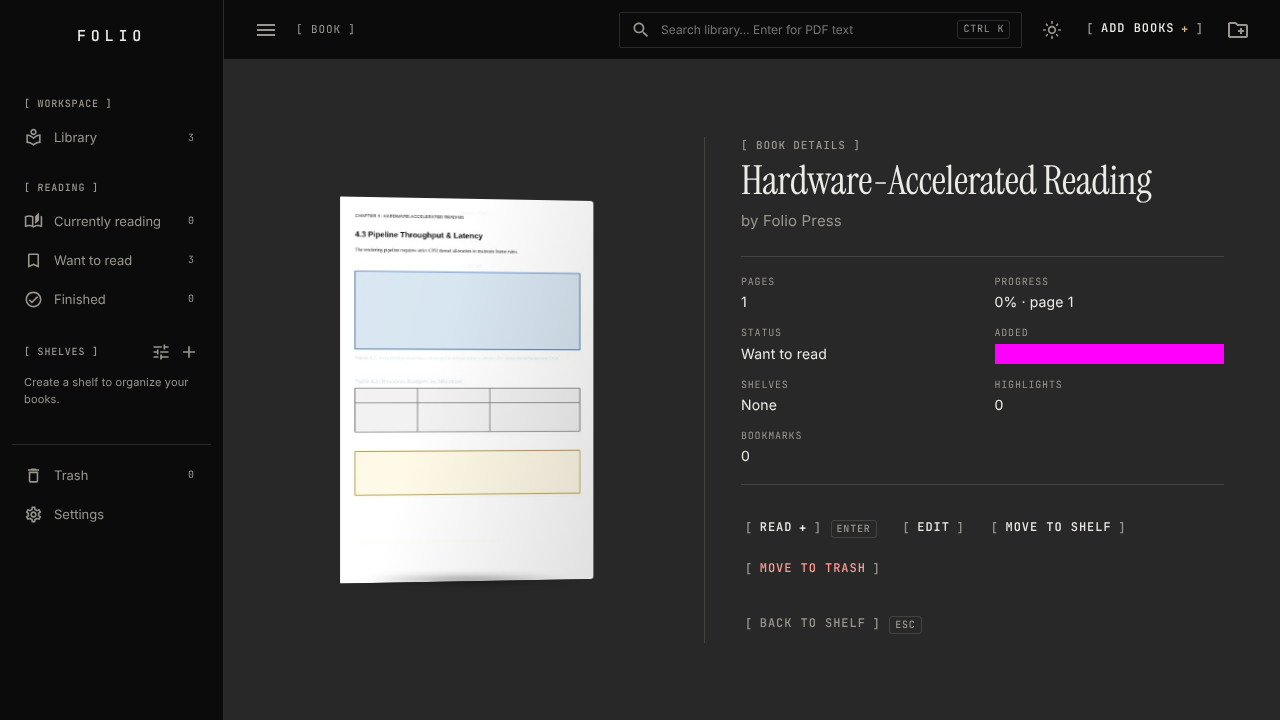 FOLIO
[ BOOK ]
Search library... Enter for PDF text
CTRL K
[ ADD BOOKS + ]
[ WORKSPACE ]
Library
3
[ READING ]
Currently reading
0
Want to read
3
Finished
0
[ SHELVES ]
Create a shelf to organize your
books.
Trash
0
Settings
CHAPTER 4 · HARDWARE-ACCELERATED READING
4.3 Pipeline Throughput & Latency
[ BOOK DETAILS ]
Hardware-Accelerated Reading
by Folio Press
PAGES
1
PROGRESS
0% · page 1
STATUS
Want to read
ADDED
SHELVES
None
HIGHLIGHTS
0
BOOKMARKS
0
[ READ + ]
ENTER
[ EDIT ]
[ MOVE TO SHELF ]
[ MOVE TO TRASH ]
[ BACK TO SHELF ]
ESC